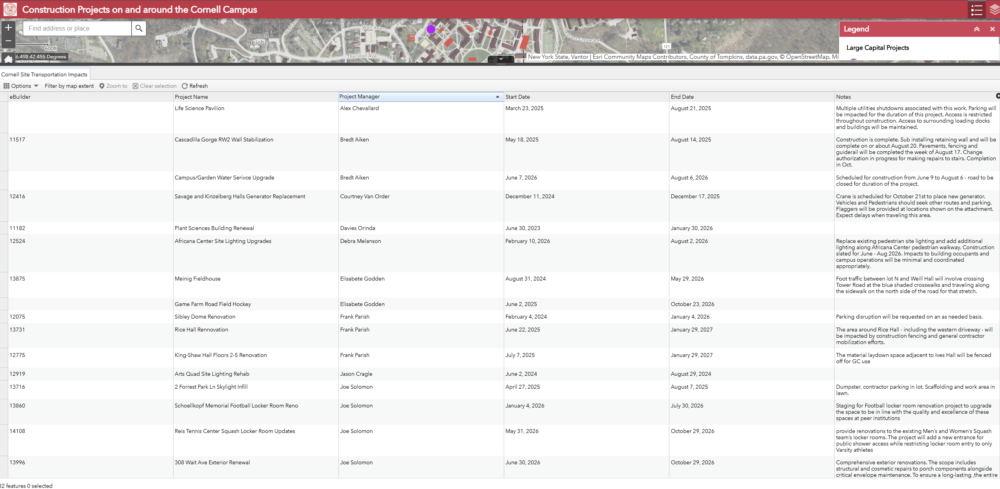 Construction Projects on and around the Cornell Campus
Find address or place
Edgecliff Pl
Cornell
Heights
Highland
The Knls
Ave
Wait Ave
Thurston Ave
Pleasant Grove Rd
121
600ft
6.498 42.455 Degrees
New York State, Vantor | Esri Community Maps Contributors, County of Tompkins, data.pa.gov, © OpenStreetMap, Mi
Legend
Large Capital Projects
Cornell Site Transportation Impacts
Options Filter by map extent Zoom to Clear selection Refresh
eBuilder Project Name Project Manager Start Date End Date Notes
Life Science Pavilion Alex Chevallard March 23, 2025 August 21, 2025 Multiple utilities shutdowns associated with this work. Parking will
be impacted for the duration of this project. Access is restricted
throughout construction. Access to surrounding loading docks
and buildings will be maintained.
11517 Cascadilla Gorge RW2 Wall Stabilization Bredt Aiken May 18, 2025 August 14, 2025 Construction is complete. Sub installing retaining wall and will be
complete on or about August 20. Pavements, fencing and
guiderail will be completed the week of August 17. Change
authorization in progress for making repairs to stairs. Completion
in Oct.
Campus/Garden Water Serivce Upgrade Bredt Aiken June 7, 2026 August 6, 2026 Scheduled for construction from June 9 to August 6 - road to be
closed for duration of the project.
12416 Savage and Kinzelberg Halls Generator Replacement Courtney Van Order December 11, 2024 December 17, 2025 Crane is scheduled for October 21st to place new generator.
Vehicles and Pedestrians should seek other routes and parking.
Flaggers will be provided at locations shown on the attachment.
Expect delays when traveling this area.
11182 Plant Sciences Building Renewal Davies Orinda June 30, 2023 January 30, 2026
12524 Africana Center Site Lighting Upgrades Debra Melanson February 10, 2026 August 2, 2026 Replace existing pedestrian site lighting and add additional
lighting along Africana Center pedestrian walkway. Construction
slated for June - Aug 2026. Impacts to building occupants and
campus operations will be minimal and coordinated
appropriately.
13875 Meinig Fieldhouse Elisabete Godden August 31, 2024 May 29, 2026 Foot traffic between lot N and Weill Hall will involve crossing
Tower Road at the blue shaded crosswalks and traveling along
the sidewalk on the north side of the road for that stretch.
Game Farm Road Field Hockey Elisabete Godden June 2, 2025 October 23, 2026
12075 Sibley Dome Renovation Frank Parish February 4, 2024 January 4, 2026 Parking disruption will be requested on an as needed basis.
13731 Rice Hall Rennovation Frank Parish June 22, 2025 January 29, 2027 The area around Rice Hall - including the western driveway - will
be impacted by construction fencing and general contractor
mobilization efforts.
12775 King-Shaw Hall Floors 2-5 Renovation Frank Parish July 7, 2025 January 29, 2027 The material laydown space adjacent to Ives Hall will be fenced
off for GC use
12919 Arts Quad Site Lighting Rehab Jason Cragle June 2, 2024 August 29, 2024
13716 2 Forrest Park Ln Skylight Infill Joe Solomon April 27, 2025 August 7, 2025 Dumpster, contractor parking in lot. Scaffolding and work area in
lawn.
13860 Schoellkopf Memorial Football Locker Room Reno Joe Solomon January 4, 2026 July 30, 2026 Staging for Football locker room renovation project to upgrade
the space to be in line with the quality and excellence of these
spaces at peer institutions
14108 Reis Tennis Center Squash Locker Room Updates Joe Solomon May 31, 2026 October 29, 2026 provide renovations to the existing Men's and Women's Squash
team's locker rooms. The project will add a new entrance for
public shower access while restricting locker room entry to only
Varsity athletes
13996 308 Wait Ave Exterior Renewal Joe Solomon June 30, 2026 October 29, 2026 Comprehensive exterior renovations. The scope includes
structural and cosmetic repairs to porch components alongside
critical envelope maintenance. To ensure a long-lasting ,the entire
32 features 0 selected